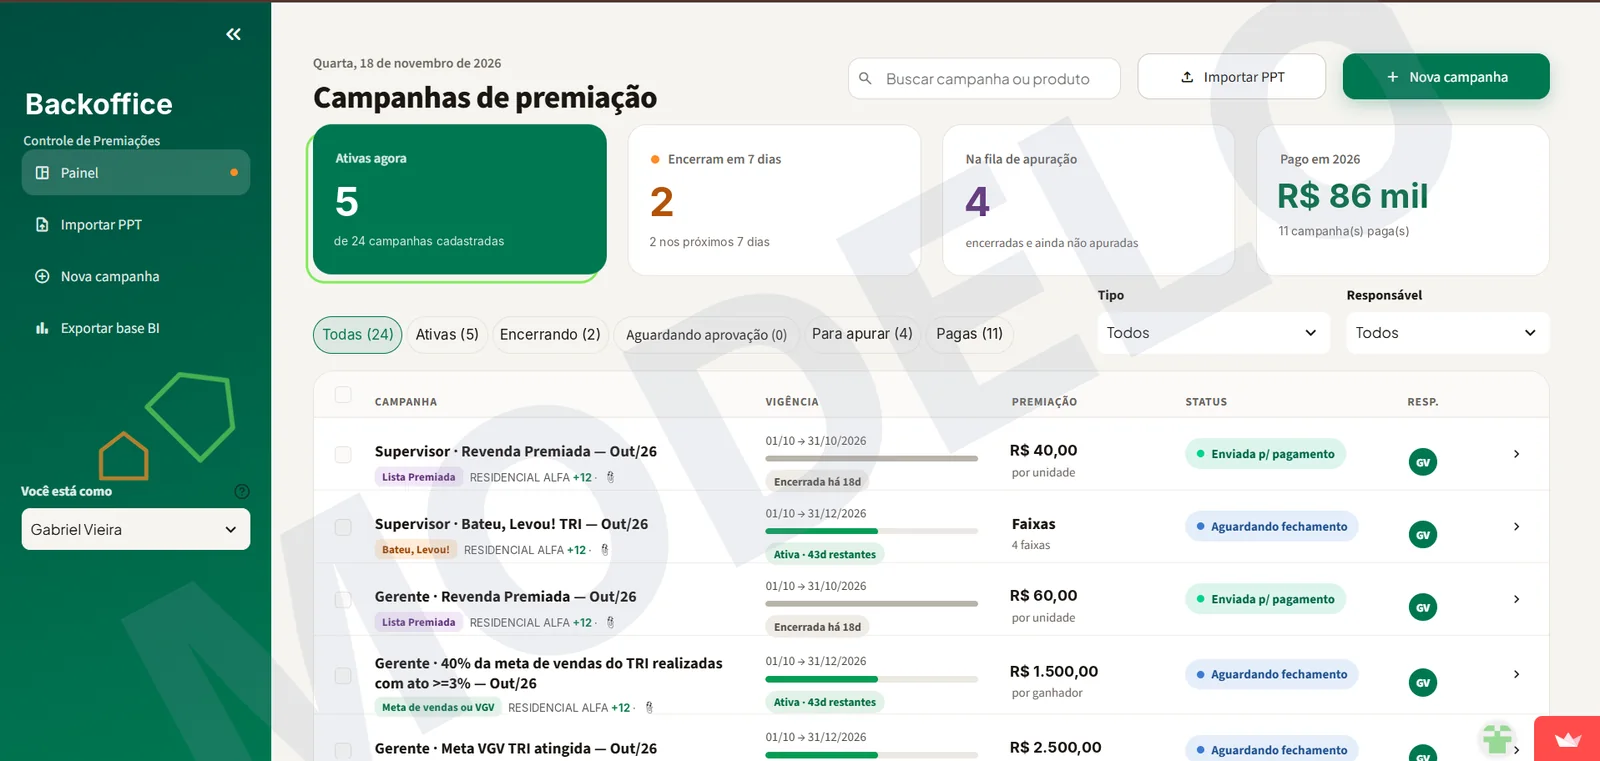 Backoffice
Controle de Premiações
Painel
Importar PPT
Nova campanha
Exportar base BI
Você está como
?
Gabriel Vieira
Quarta, 18 de novembro de 2026
Campanhas de premiação
Buscar campanha ou produto
Importar PPT
+ Nova campanha
Ativas agora
5
de 24 campanhas cadastradas
Encerram em 7 dias
2
2 nos próximos 7 dias
Na fila de apuração
4
encerradas e ainda não apuradas
Pago em 2026
R$ 86 mil
11 campanha(s) paga(s)
Todas (24)
Ativas (5)
Encerrando (2)
Aguardando aprovação (0)
Para apurar (4)
Pagas (11)
Tipo
Todos
Responsável
Todos
CAMPANHA VIGÊNCIA PREMIAÇÃO STATUS RESP.
Supervisor · Revenda Premiada — Out/26
Lista Premiada RESIDENCIAL ALFA +12 ·
01/10 → 31/10/2026
Encerrada há 18d
R$ 40,00
por unidade
Enviada p/ pagamento
GV
Supervisor · Bateu, Levou! TRI — Out/26
Bateu, Levou! RESIDENCIAL ALFA +12 ·
01/10 → 31/12/2026
Ativa · 43d restantes
Faixas
4 faixas
Aguardando fechamento
GV
Gerente · Revenda Premiada — Out/26
Lista Premiada RESIDENCIAL ALFA +12 ·
01/10 → 31/10/2026
Encerrada há 18d
R$ 60,00
por unidade
Enviada p/ pagamento
GV
Gerente · 40% da meta de vendas do TRI realizadas
com ato >=3% — Out/26
Meta de vendas ou VGV RESIDENCIAL ALFA +12 ·
01/10 → 31/12/2026
Ativa · 43d restantes
R$ 1.500,00
por ganhador
Aguardando fechamento
GV
Gerente · Meta VGV TRI atingida — Out/26
01/10 → 31/12/2026
R$ 2.500,00
Aguardando fechamento
GV
MODELO